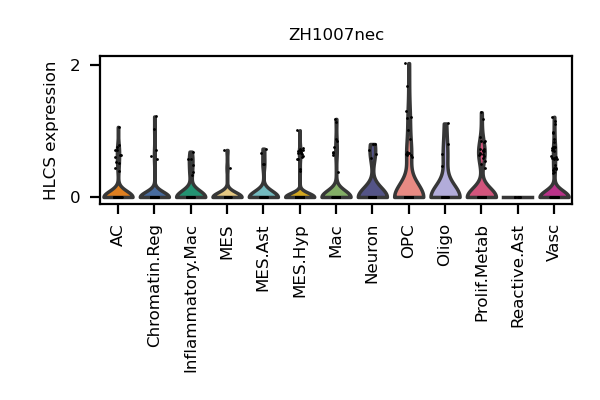 ZH1007nec
HLCS expression
2
0
AC
Chromatin.Reg
Inflammatory.Mac
MES
MES.Ast
MES.Hyp
Mac
Neuron
OPC
Oligo
Prolif.Metab
Reactive.Ast
Vasc